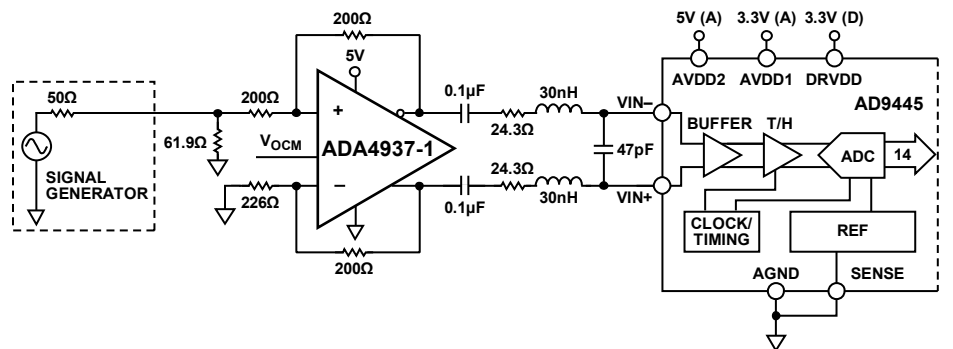 200Ω
5V (A) 3.3V (A) 3.3V (D)
5V
AVDD2 AVDD1 DRVDD
50Ω
200Ω
0.1µF
30nH
VIN–
AD9445
+
24.3Ω
BUFFER T/H
61.9Ω
VOCM
ADA4937-1
47pF
ADC
14
SIGNAL
GENERATOR
24.3Ω
–
VIN+
226Ω
0.1µF
30nH
CLOCK/
TIMING
REF
200Ω
AGND
SENSE